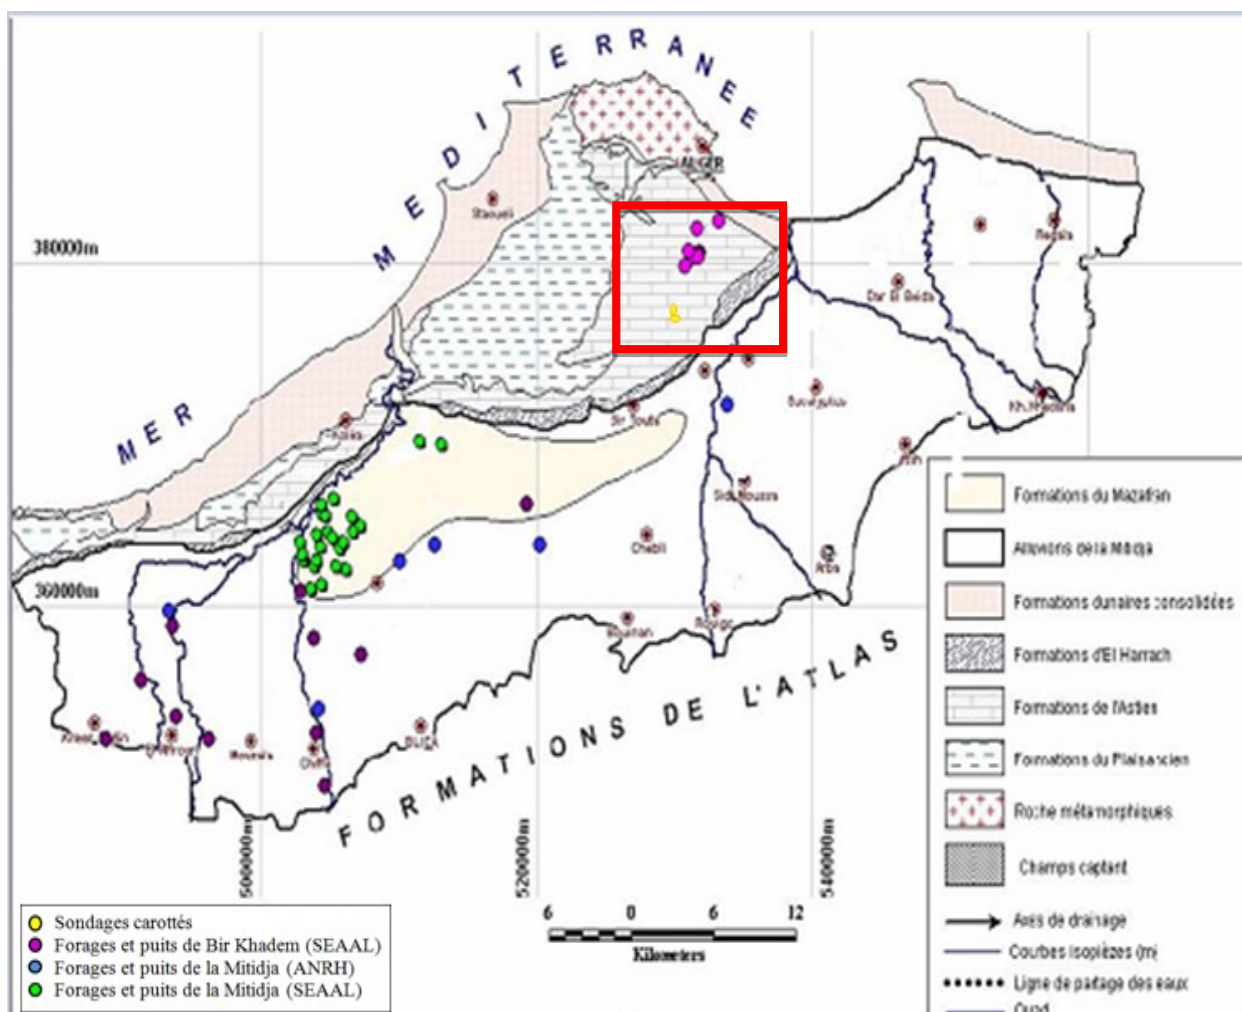 MER MEDITERRANEE
ALGER
Staoueli
380000m
Regaia
Dar El Beida
Kolea
Bir Touta
Sidi Moussa
Chebli
Arba
360000m
Bouinan
Rovigo
BLIDA
Mouzaia
Chiffa
FORMATIONS DE L'ATLAS
500000m
520000m
540000m
6 0 6 12
Kilometers
Sondages carottés
Forages et puits de Bir Khadem (SEAAL)
Forages et puits de la Mitidja (ANRH)
Forages et puits de la Mitidja (SEAAL)
Formations du Mazafran
Alluvions de la Mitidja
Formations dunaires consolidées
Formations d'El Harrach
Formations de l'Astien
Formations du Plaisancien
Roche métamorphiques
Champs captant
Axes de drainage
Courbes isopièzes (m)
Ligne de partage des eaux
Oued